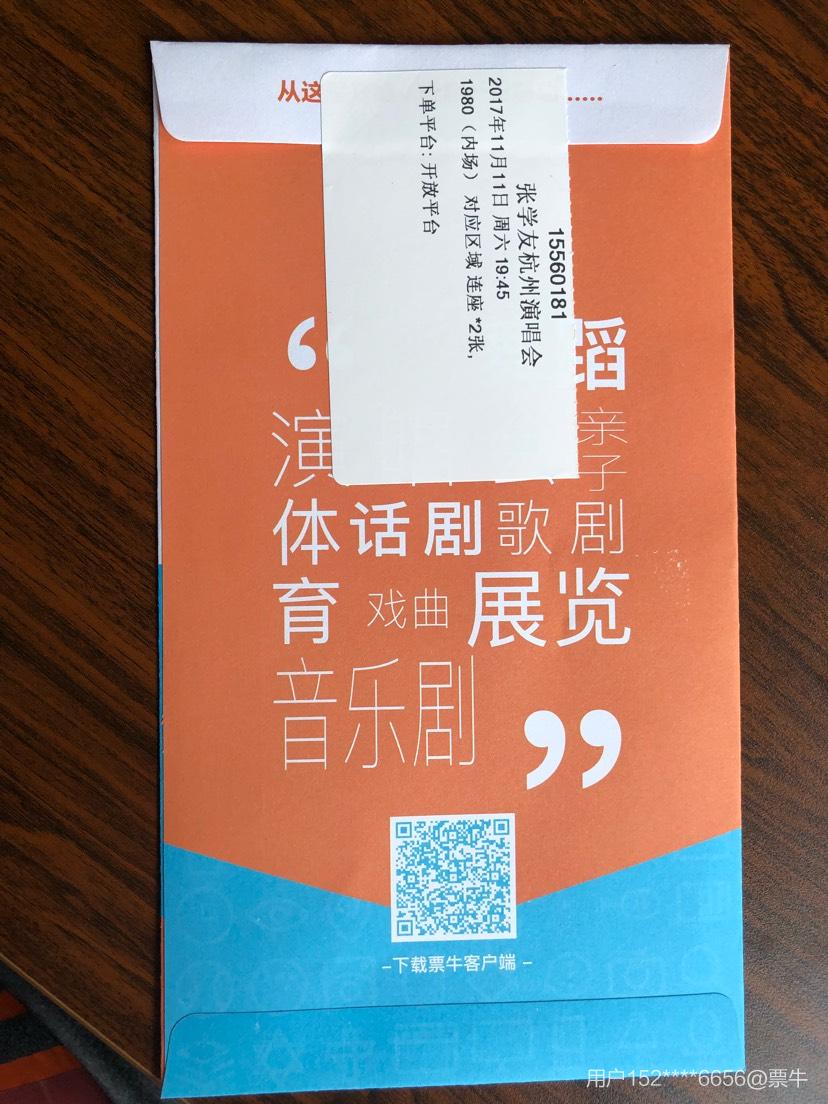 从这
……
15560181
张学友杭州演唱会
2017年11月11日 周六 19:45
1980（内场） 对应区域 连座 *2张,
下单平台: 开放平台
“
蹈
演
亲子
体 话剧 歌剧
育 戏曲 展览
音乐剧
”
–下载票牛客户端 –
用户152****6656@票牛